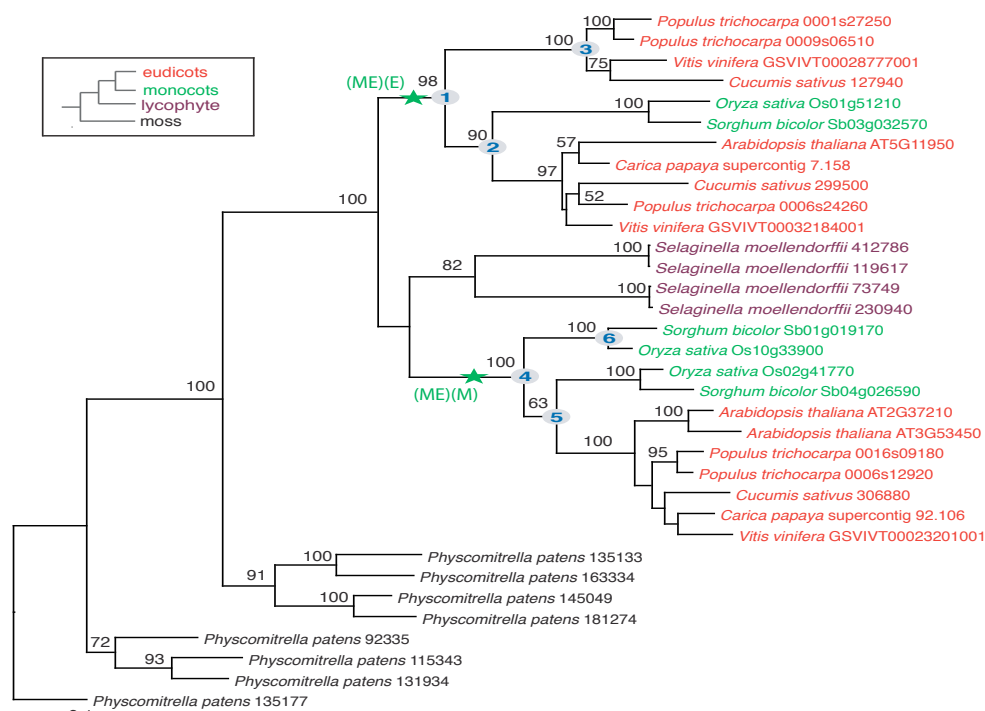 100
Populus trichocarpa 0001s27250
100
Populus trichocarpa 0009s06510
3
75
Vitis vinifera GSVIVT00028777001
Cucumis sativus 127940
eudicots
monocots
lycophyte
moss
(ME)(E)
98
1
100
Oryza sativa Os01g51210
Sorghum bicolor Sb03g032570
90
2
57
Arabidopsis thaliana AT5G11950
97
Carica papaya supercontig 7.158
Cucumis sativus 299500
52
Populus trichocarpa 0006s24260
Vitis vinifera GSVIVT00032184001
100
100
Selaginella moellendorffii 412786
Selaginella moellendorffii 119617
82
100
Selaginella moellendorffii 73749
Selaginella moellendorffii 230940
100
Sorghum bicolor Sb01g019170
6
Oryza sativa Os10g33900
100
4
(ME)(M)
100
Oryza sativa Os02g41770
Sorghum bicolor Sb04g026590
63
5
100
100
Arabidopsis thaliana AT2G37210
Arabidopsis thaliana AT3G53450
100
95
Populus trichocarpa 0016s09180
Populus trichocarpa 0006s12920
Cucumis sativus 306880
Carica papaya supercontig 92.106
Vitis vinifera GSVIVT00023201001
100
Physcomitrella patens 135133
Physcomitrella patens 163334
91
100
Physcomitrella patens 145049
Physcomitrella patens 181274
72
Physcomitrella patens 92335
93
Physcomitrella patens 115343
Physcomitrella patens 131934
Physcomitrella patens 135177